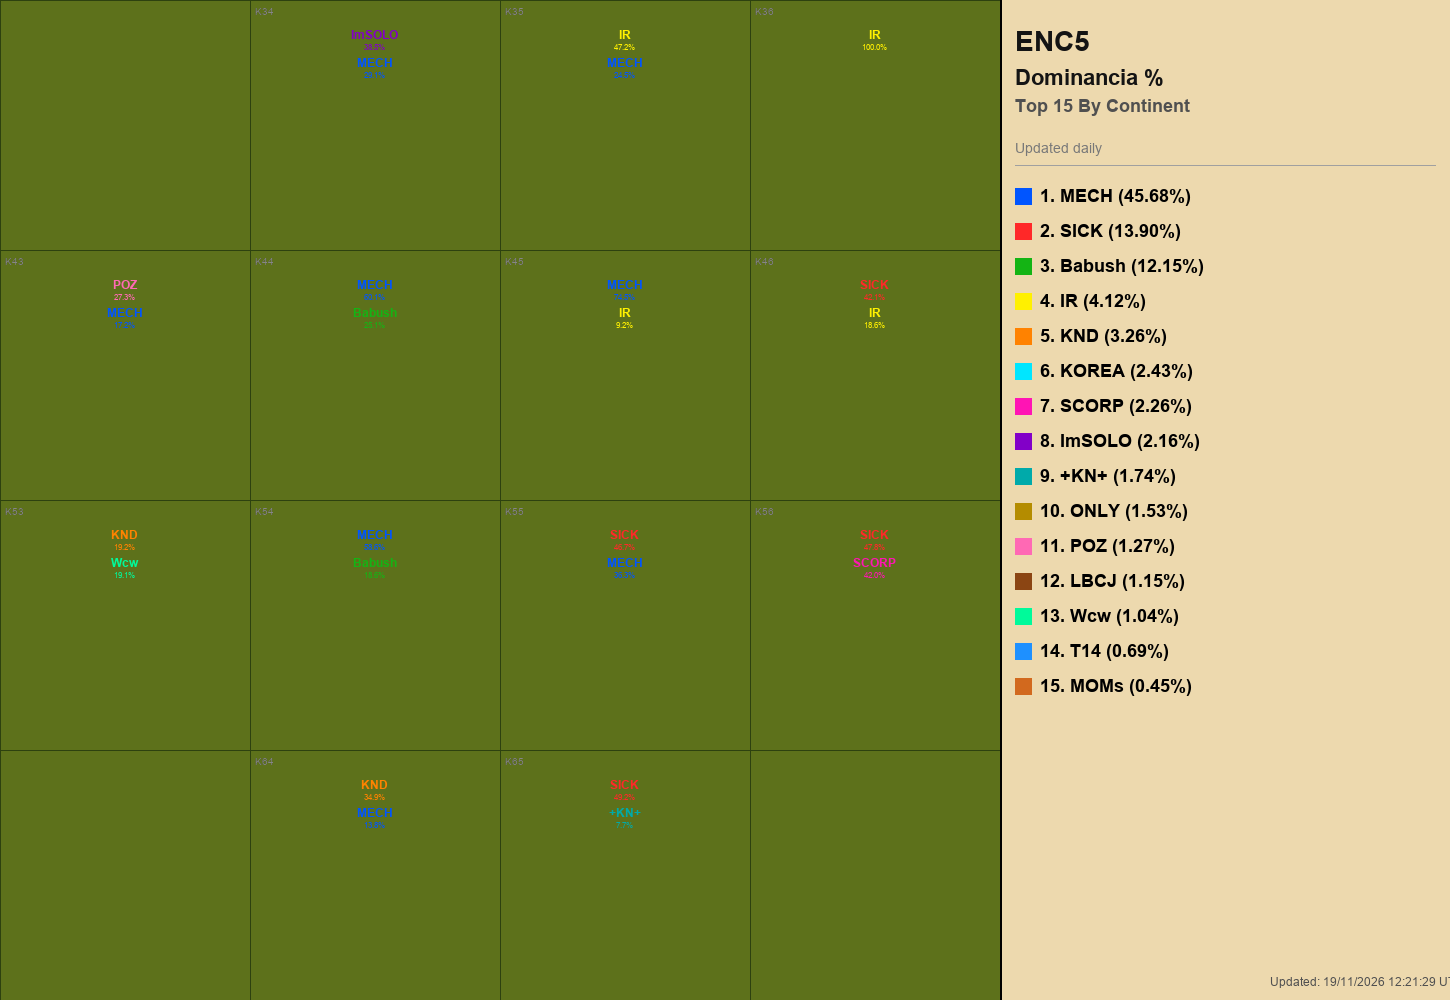 K34
ImSOLO
MECH
K35
IR
47.2%
MECH
K36
IR
100.0%
K43
POZ
27.3%
MECH
K44
MECH
Babush
K45
MECH
IR
9.2%
K46
SICK
IR
18.6%
K53
KND
19.2%
Wcw
19.1%
K54
MECH
Babush
K55
SICK
MECH
K56
SICK
SCORP
K64
KND
34.9%
MECH
K65
SICK
+KN+
ENC5
Dominancia %
Top 15 By Continent
Updated daily
1. MECH (45.68%)
2. SICK (13.90%)
3. Babush (12.15%)
4. IR (4.12%)
5. KND (3.26%)
6. KOREA (2.43%)
7. SCORP (2.26%)
8. ImSOLO (2.16%)
9. +KN+ (1.74%)
10. ONLY (1.53%)
11. POZ (1.27%)
12. LBCJ (1.15%)
13. Wcw (1.04%)
14. T14 (0.69%)
15. MOMs (0.45%)
Updated: 19/11/2026 12:21:29